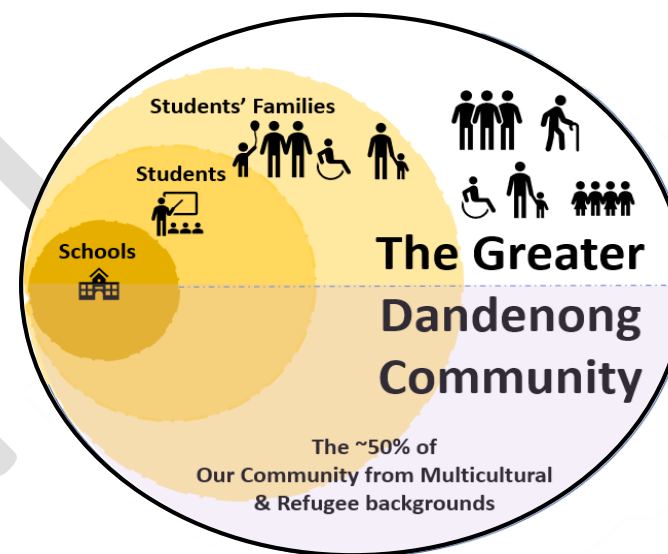 Students' Families
Students
Schools
The Greater
Dandenong
Community
The ~50% of
Our Community from Multicultural
& Refugee backgrounds